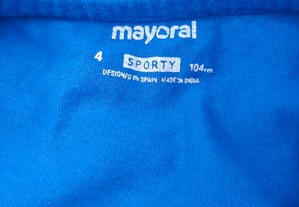 mayoral
4 SPORTY 104cm
DESIGNED IN SPAIN MADE IN INDIA